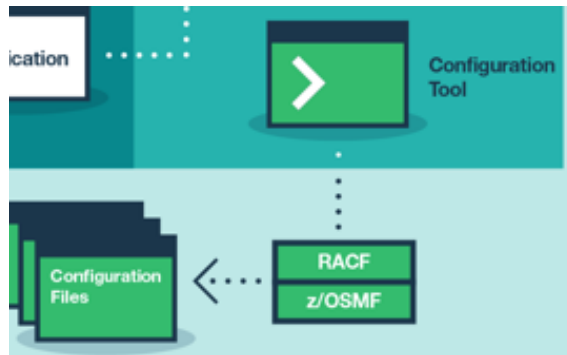 ication
Configuration
Tool
RACF
z/OSMF
Configuration
Files